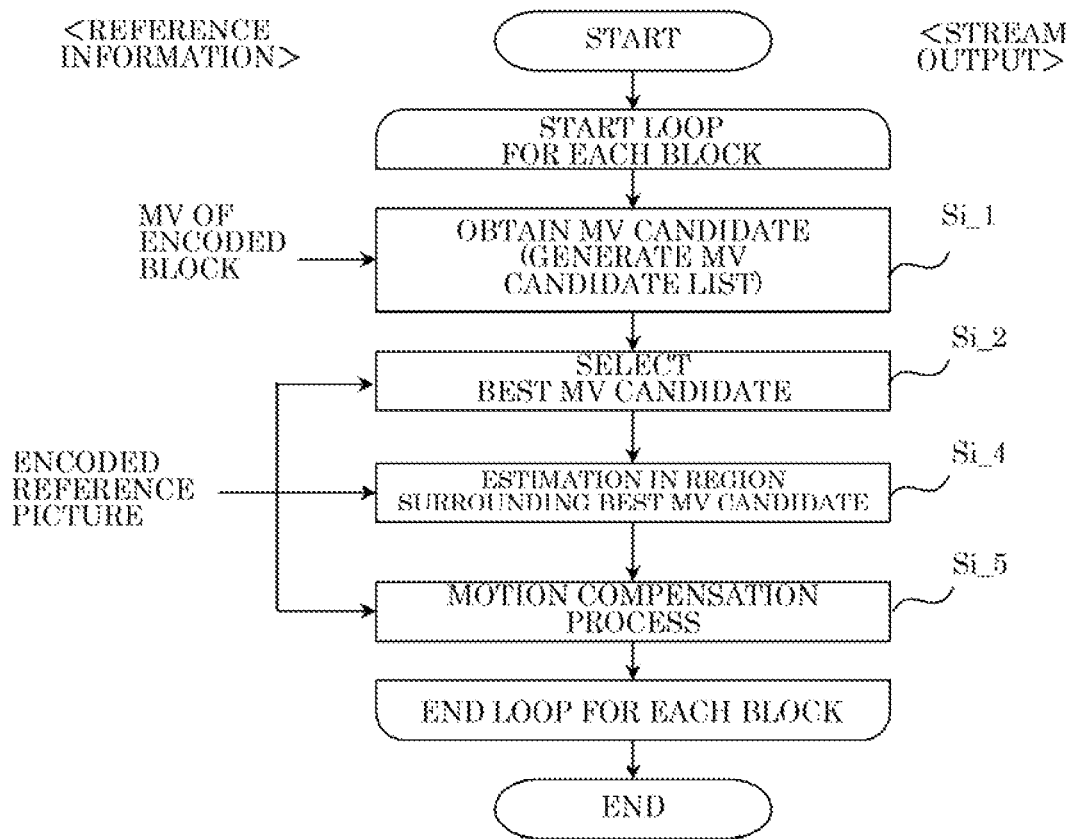 <REFERENCE
INFORMATION>
START
<STREAM
OUTPUT>
START LOOP
FOR EACH BLOCK
MV OF
ENCODED
BLOCK
OBTAIN MV CANDIDATE
(GENERATE MV
CANDIDATE LIST)
Si_1
SELECT
BEST MV CANDIDATE
Si_2
ENCODED
REFERENCE
PICTURE
ESTIMATION IN REGION
SURROUNDING BEST MV CANDIDATE
Si_4
MOTION COMPENSATION
PROCESS
Si_5
END LOOP FOR EACH BLOCK
END